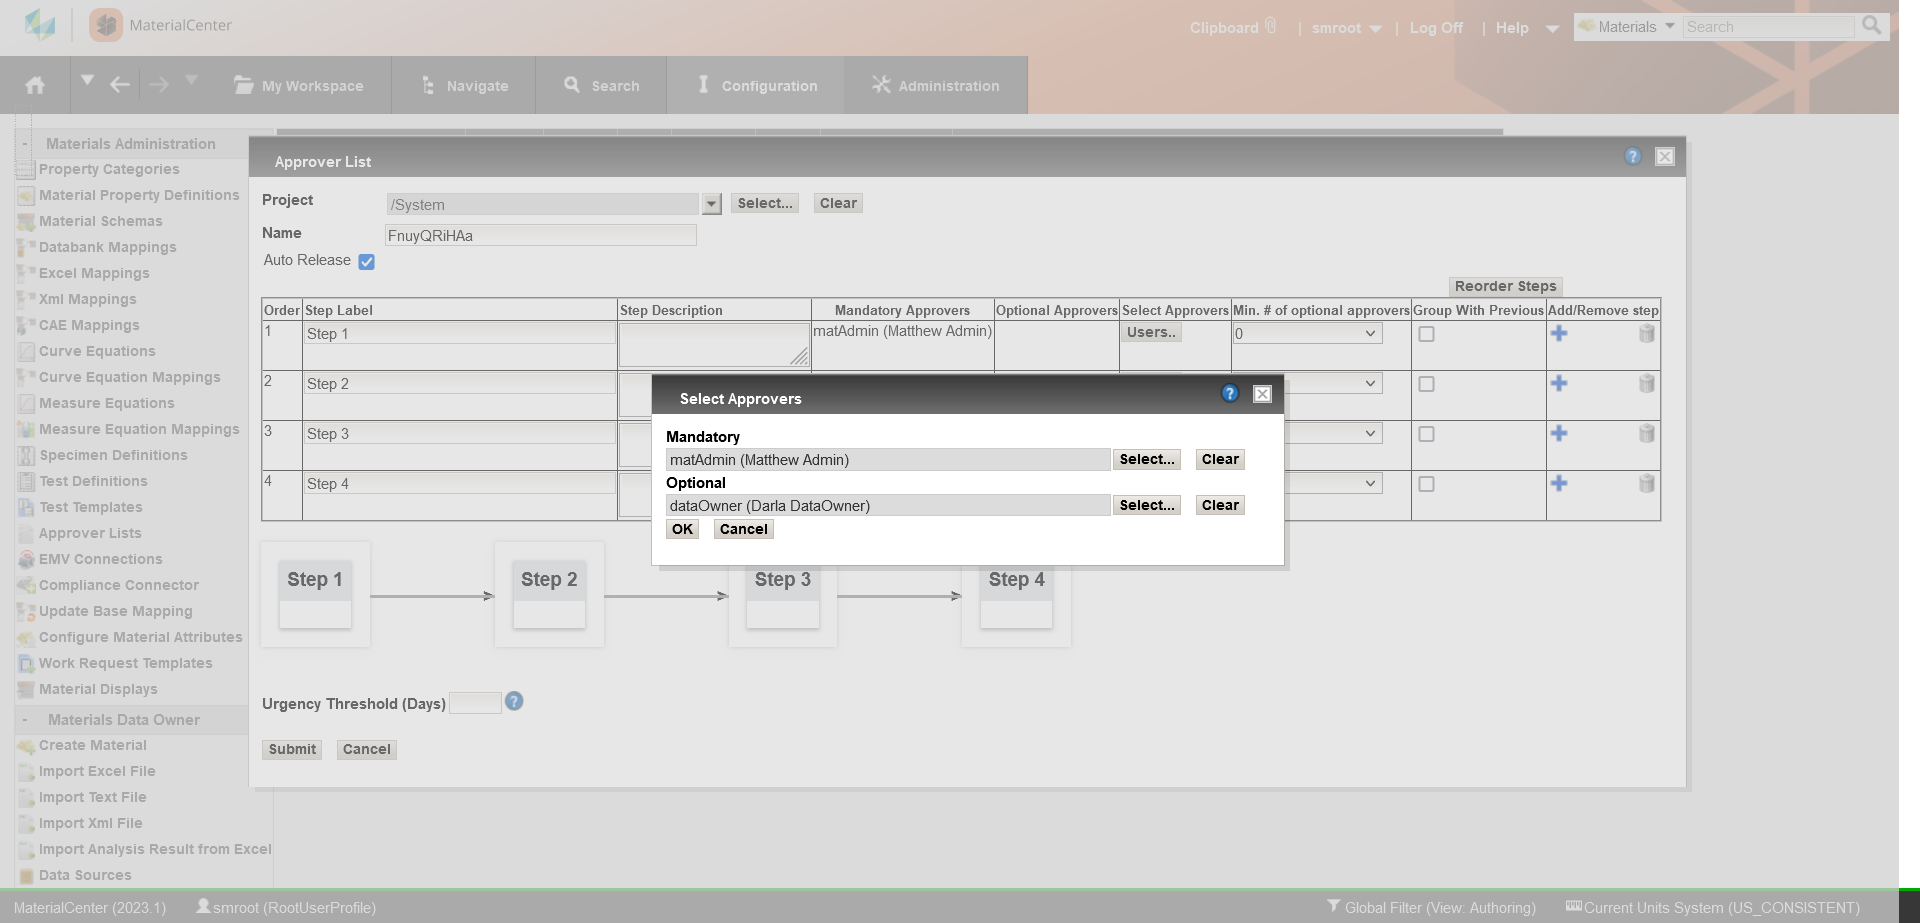 MaterialCenter
Clipboard | smroot | Log Off | Help Materials Search
My Workspace Navigate Search Configuration Administration
- Materials Administration
Property Categories
Material Property Definitions
Material Schemas
Databank Mappings
Excel Mappings
Xml Mappings
CAE Mappings
Curve Equations
Curve Equation Mappings
Measure Equations
Measure Equation Mappings
Specimen Definitions
Test Definitions
Test Templates
Approver Lists
EMV Connections
Compliance Connector
Update Base Mapping
Configure Material Attributes
Work Request Templates
Material Displays
- Materials Data Owner
Create Material
Import Excel File
Import Text File
Import Xml File
Import Analysis Result from Excel
Data Sources
Approver List ?
Project /System Select... Clear
Name FnuyQRiHAa
Auto Release
Reorder Steps
Order Step Label Step Description Mandatory Approvers Optional Approvers Select Approvers Min. # of optional approvers Group With Previous Add/Remove step
1 Step 1 matAdmin (Matthew Admin) Users.. 0
2 Step 2
3 Step 3
4 Step 4
Select Approvers ?
Mandatory
matAdmin (Matthew Admin) Select... Clear
Optional
dataOwner (Darla DataOwner) Select... Clear
OK Cancel
Step 1 Step 2 Step 3 Step 4
Urgency Threshold (Days) ?
Submit Cancel
MaterialCenter (2023.1) smroot (RootUserProfile) Global Filter (View: Authoring) Current Units System (US_CONSISTENT)